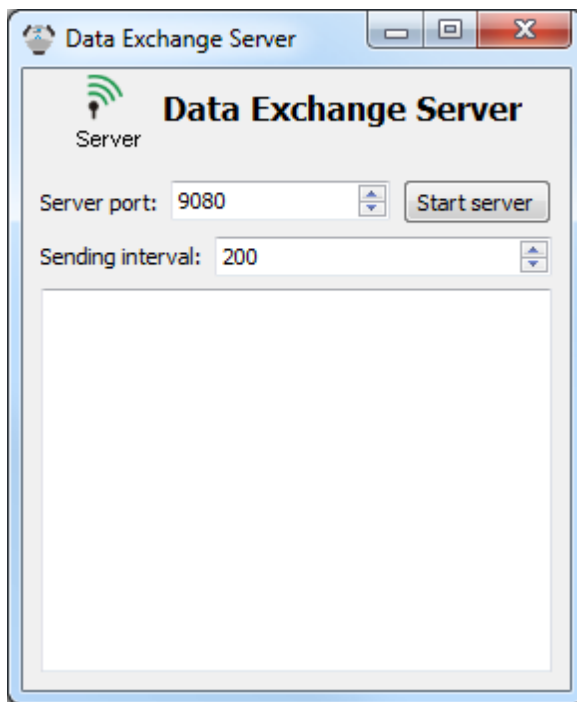 Data Exchange Server
Data Exchange Server
Server
Server port: 9080 Start server
Sending interval: 200